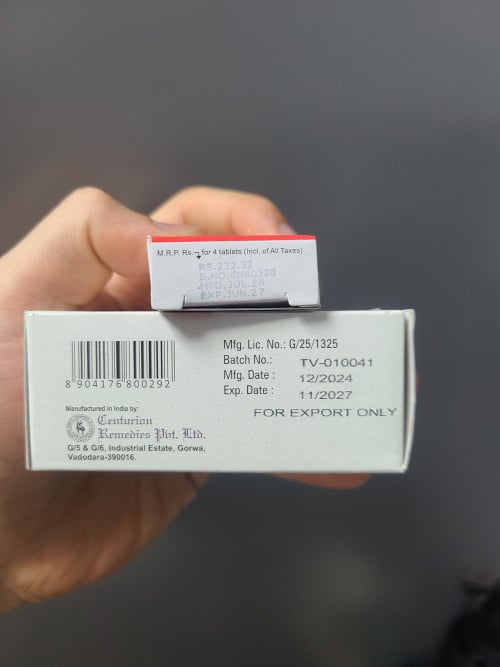 M.R.P. Rs. for 4 tablets (Incl. of All Taxes)
RS.232.32
B.NO.AN40320
MFD.JUL.24
EXP.JUN.27
8 904176 800292
Mfg. Lic. No.: G/25/1325
Batch No.: TV-010041
Mfg. Date : 12/2024
Exp. Date : 11/2027
FOR EXPORT ONLY
Manufactured in India by:
Centurion
Remedies Pvt. Ltd.
G/5 & G/6, Industrial Estate, Gorwa,
Vadodara-390016.